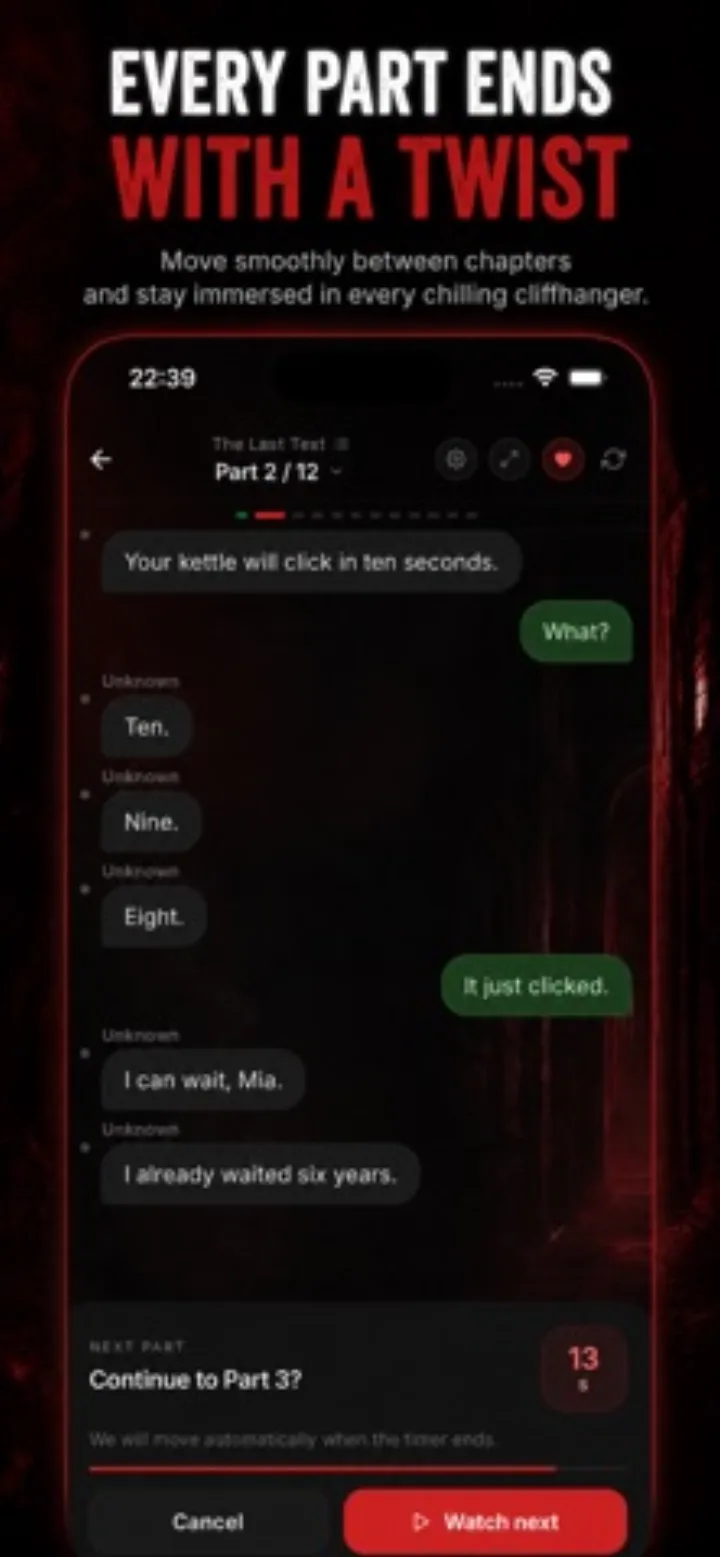 EVERY PART ENDS
WITH A TWIST
Move smoothly between chapters
and stay immersed in every chilling cliffhanger.
22:39
The Last Text
Part 2 / 12
Your kettle will click in ten seconds.
What?
Unknown
Ten.
Unknown
Nine.
Unknown
Eight.
It just clicked.
Unknown
I can wait, Mia.
Unknown
I already waited six years.
NEXT PART
Continue to Part 3?
13
s
We will move automatically when the timer ends.
Cancel
Watch next